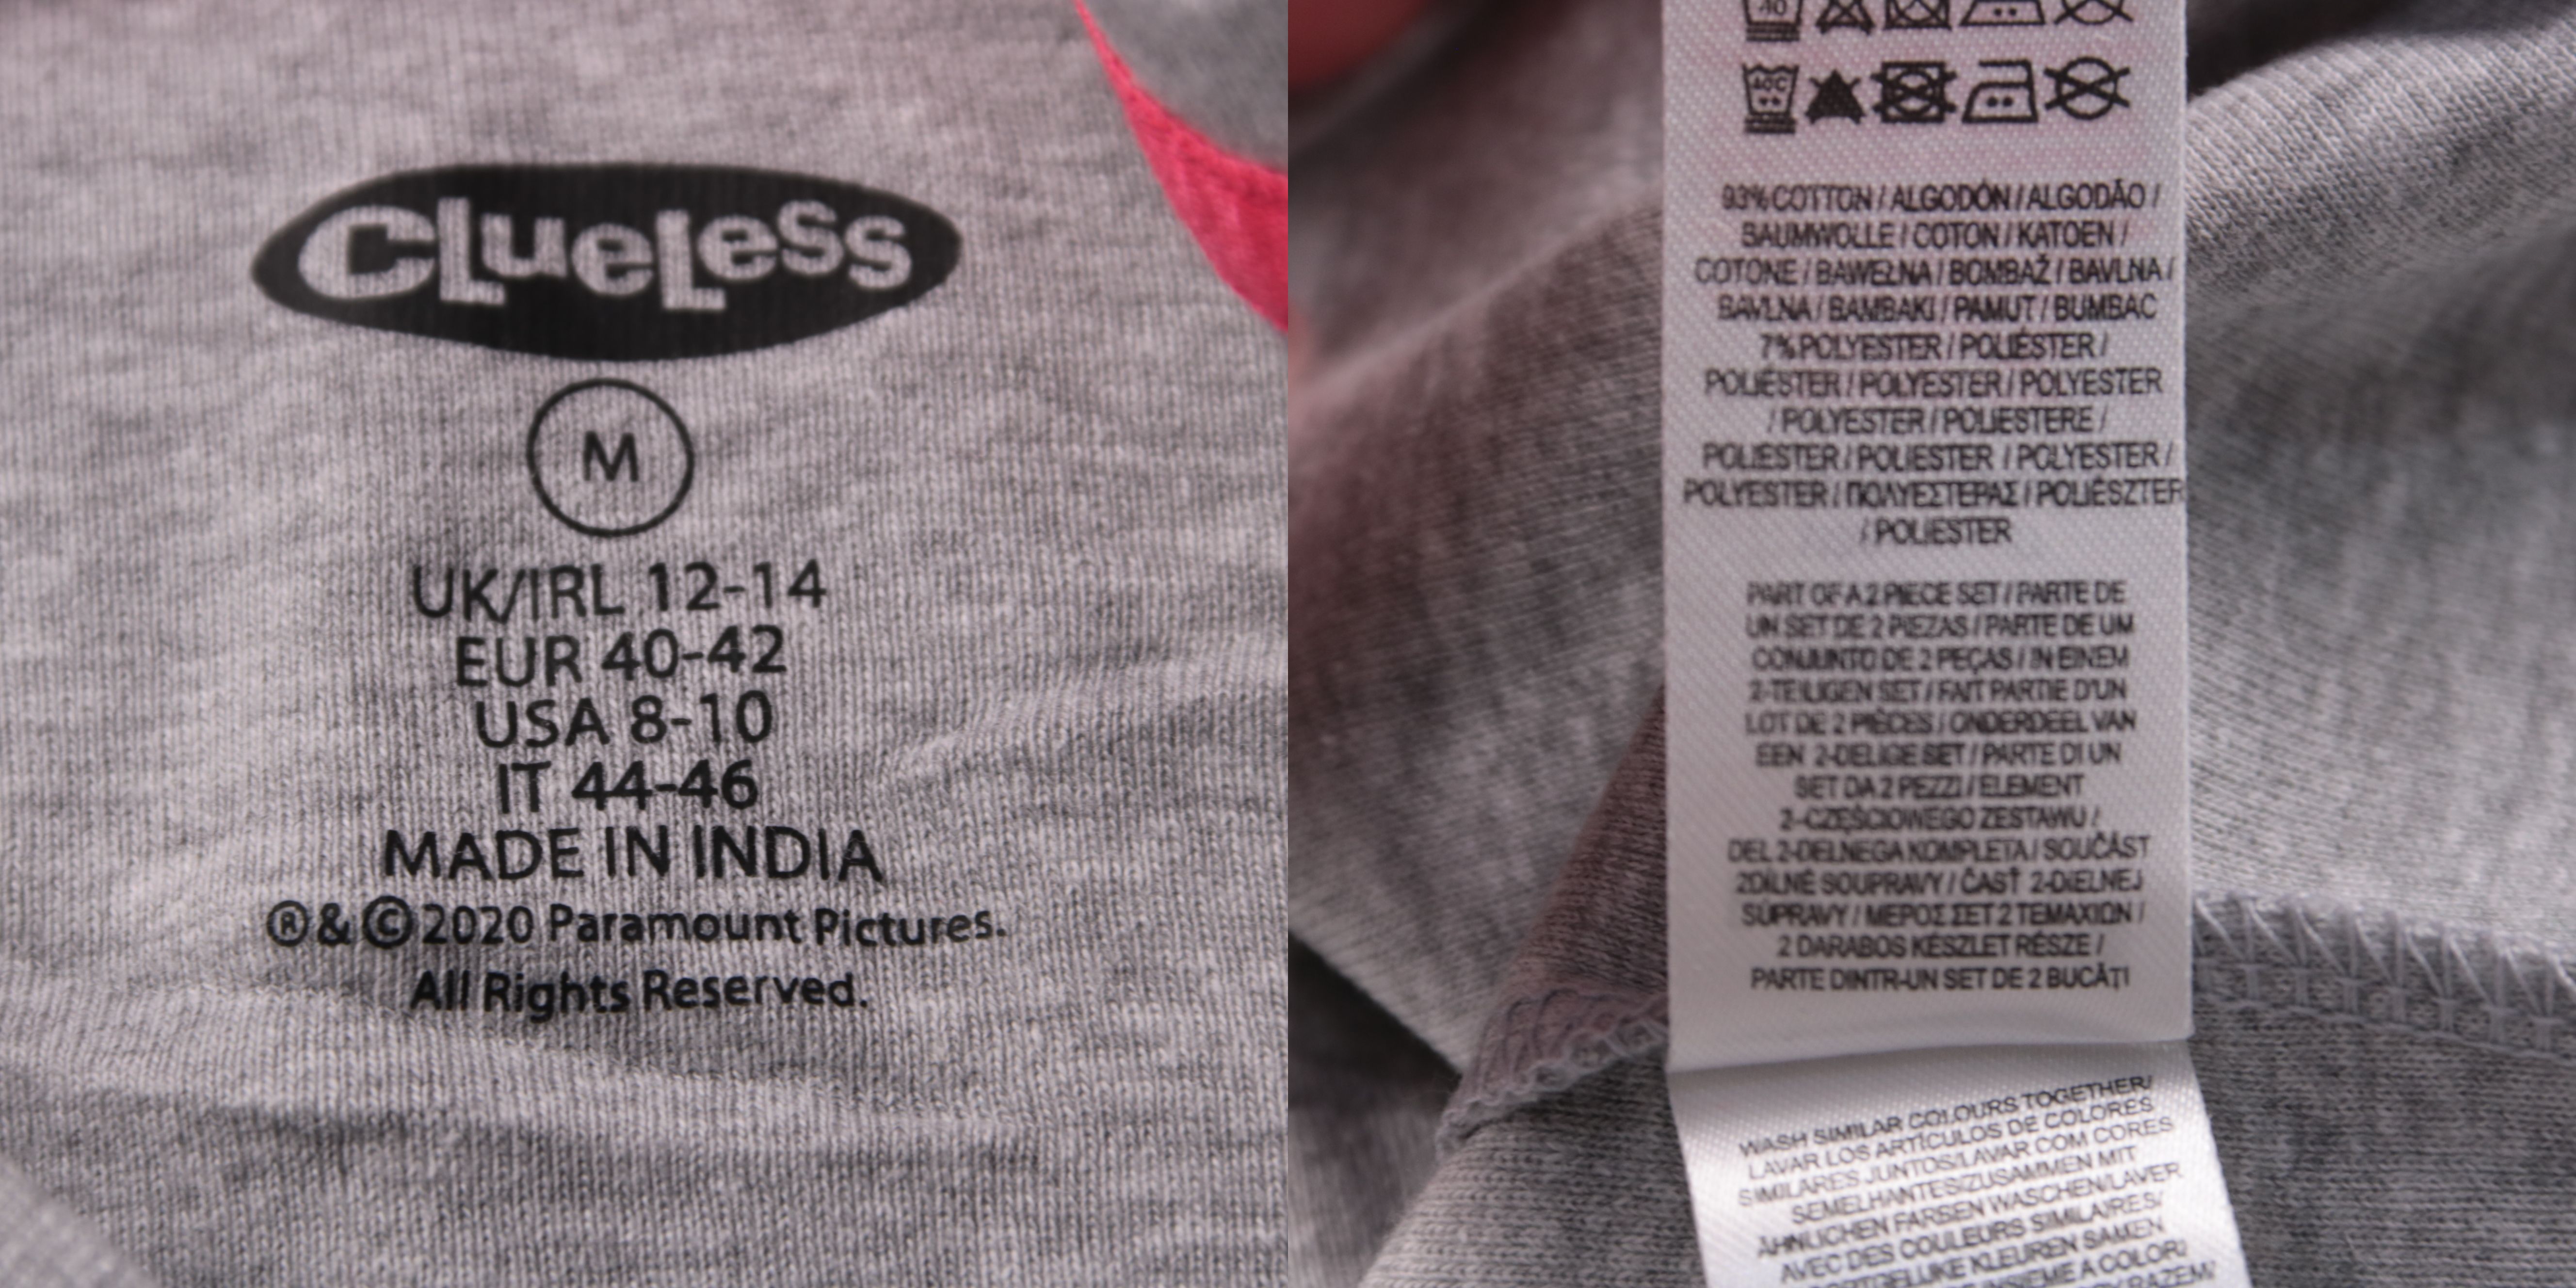 CLueLess
M
UK/IRL 12-14
EUR 40-42
USA 8-10
IT 44-46
MADE IN INDIA
®&©2020 Paramount Pictures.
All Rights Reserved.
40
40C
93% COTTON / ALGODÓN / ALGODÃO /
BAUMWOLLE / COTON / KATOEN /
COTONE / BAWEŁNA / BOMBAŽ / BAVLNA /
BAVLNA / BAMBAKI / PAMUT / BUMBAC
7% POLYESTER / POLIÉSTER /
POLIÉSTER / POLYESTER / POLYESTER
/ POLYESTER / POLIESTERE /
POLIESTER / POLIESTER / POLYESTER /
POLYESTER / ΠΟΛΥΕΣΤΕΡΑΣ / POLIÉSZTER
/ POLIESTER
PART OF A 2 PIECE SET / PARTE DE
UN SET DE 2 PIEZAS / PARTE DE UM
CONJUNTO DE 2 PEÇAS / IN EINEM
2-TEILIGEN SET / FAIT PARTIE D'UN
LOT DE 2 PIÈCES / ONDERDEEL VAN
EEN 2-DELIGE SET / PARTE DI UN
SET DA 2 PEZZI / ELEMENT
2-CZĘŚCIOWEGO ZESTAWU /
DEL 2-DELNEGA KOMPLETA / SOUČÁST
2DÍLNÉ SOUPRAVY / ČASŤ 2-DIELNEJ
SÚPRAVY / ΜΕΡΟΣ ΣΕΤ 2 ΤΕΜΑΧΙΩΝ /
2 DARABOS KÉSZLET RÉSZE /
PARTE DINTR-UN SET DE 2 BUCĂȚI
WASH SIMILAR COLOURS TOGETHER/
LAVAR LOS ARTÍCULOS DE COLORES
SIMILARES JUNTOS/LAVAR COM CORES
SEMELHANTES/ZUSAMMEN MIT
ÄHNLICHEN FARBEN WASCHEN/LAVER
AVEC DES COULEURS SIMILAIRES/
KLEUREN SAMEN
INSIEME A COLORI
RAZEM/